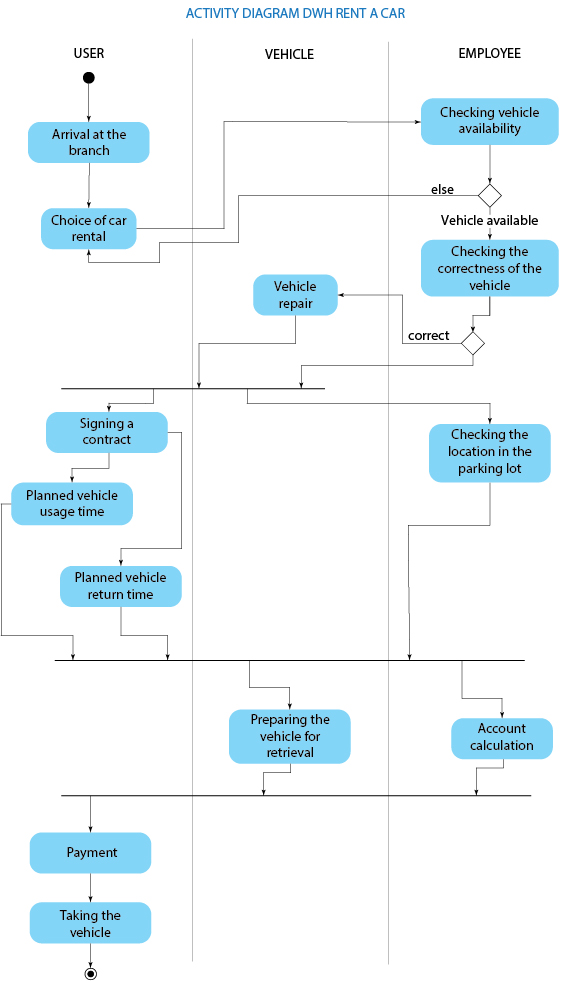 ACTIVITY DIAGRAM DWH RENT A CAR
USER
VEHICLE
EMPLOYEE
Arrival at the
branch
Checking vehicle
availability
else
Choice of car
rental
Vehicle available
Checking the
correctness of the
vehicle
Vehicle
repair
correct
Signing a
contract
Checking the
location in the
parking lot
Planned vehicle
usage time
Planned vehicle
return time
Preparing the
vehicle for
retrieval
Account
calculation
Payment
Taking the
vehicle